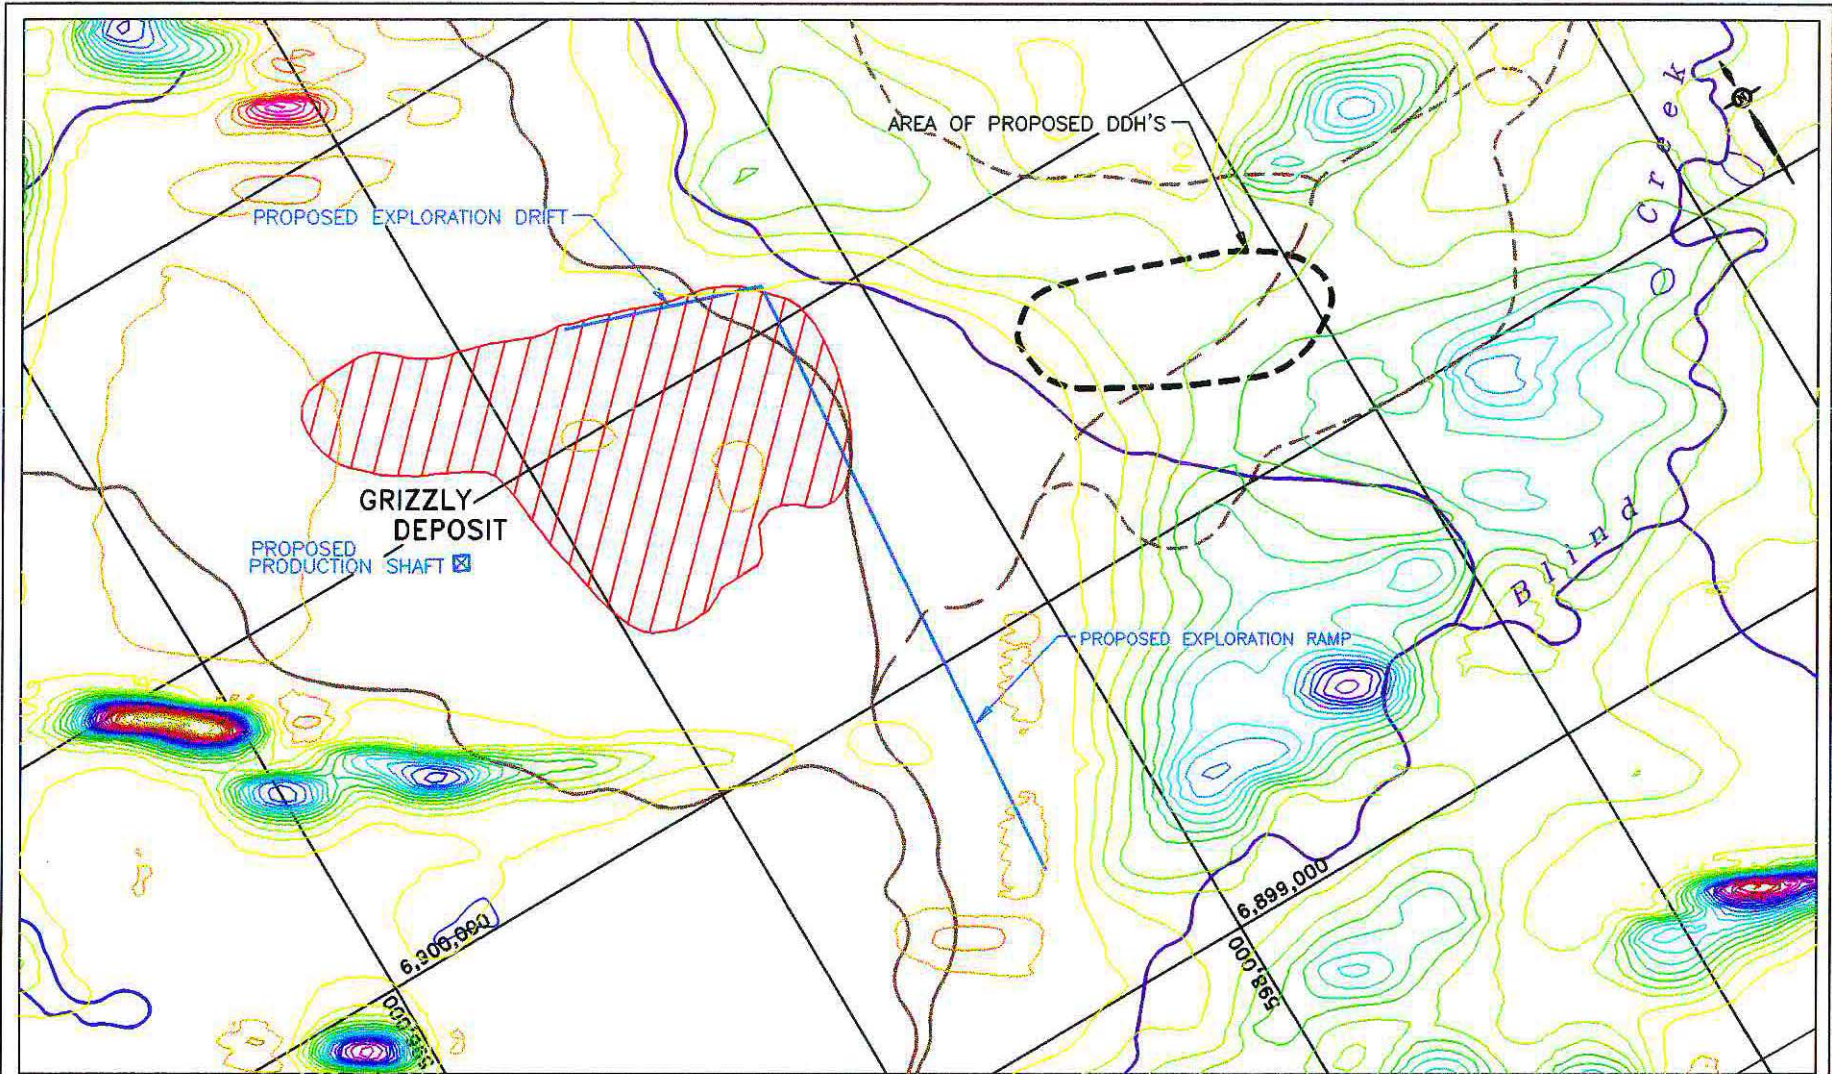 AREA OF PROPOSED DDH'S
N
Creek
PROPOSED EXPLORATION DRIFT
GRIZZLY
DEPOSIT
PROPOSED
PRODUCTION SHAFT
Blind
PROPOSED EXPLORATION RAMP
6,899,000
598,000
6,900,000